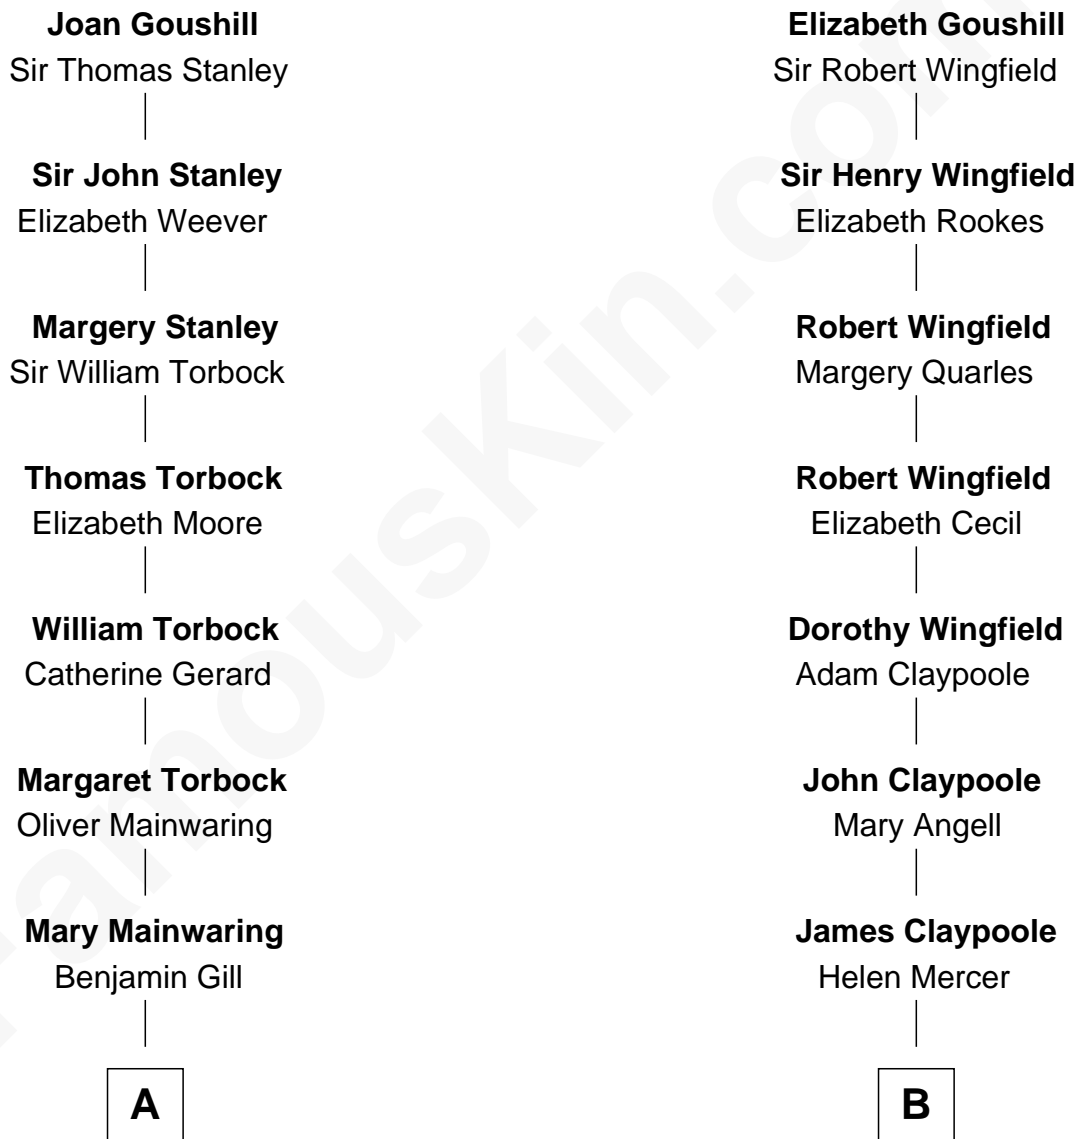 Joan Goushill
Sir Thomas Stanley
Sir John Stanley
Elizabeth Weever
Margery Stanley
Sir William Torbock
Thomas Torbock
Elizabeth Moore
William Torbock
Catherine Gerard
Margaret Torbock
Oliver Mainwaring
Mary Mainwaring
Benjamin Gill
A
Elizabeth Goushill
Sir Robert Wingfield
Sir Henry Wingfield
Elizabeth Rookes
Robert Wingfield
Margery Quarles
Robert Wingfield
Elizabeth Cecil
Dorothy Wingfield
Adam Claypoole
John Claypoole
Mary Angell
James Claypoole
Helen Mercer
B
FamousKin.com